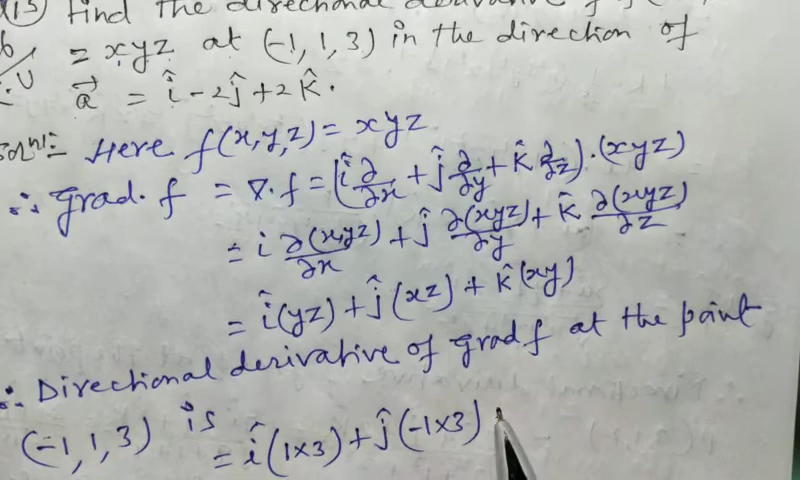 Find the directional derivative f
= xyz at (-1, 1, 3) in the direction of
a⃗ = î - 2ĵ + 2k̂.
Here f(x,y,z) = xyz
∴ grad. f = ∇. f = (î ∂/∂x + ĵ ∂/∂y + k̂ ∂/∂z).(xyz)
= i ∂(xyz)/∂x + ĵ ∂(xyz)/∂y + k̂ ∂(xyz)/∂z
= î(yz) + ĵ(xz) + k̂(xy)
∴ Directional derivative of grad f at the point
(-1, 1, 3) is
= î(1×3) + ĵ(-1×3)